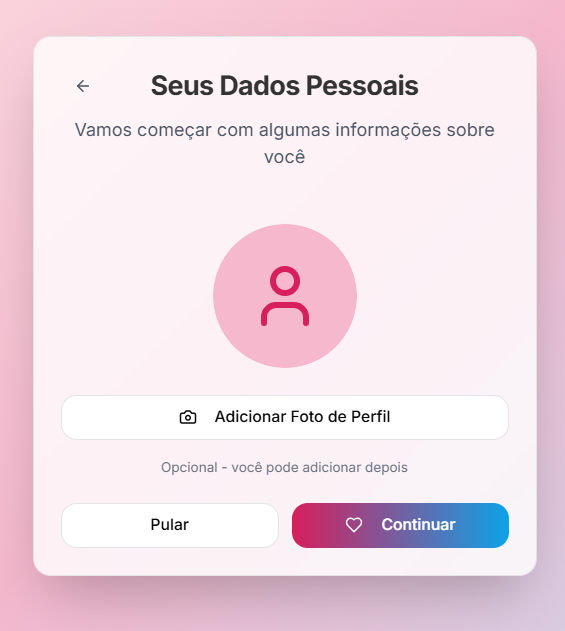 Seus Dados Pessoais
Vamos começar com algumas informações sobre
você
Adicionar Foto de Perfil
Opcional - você pode adicionar depois
Pular
Continuar